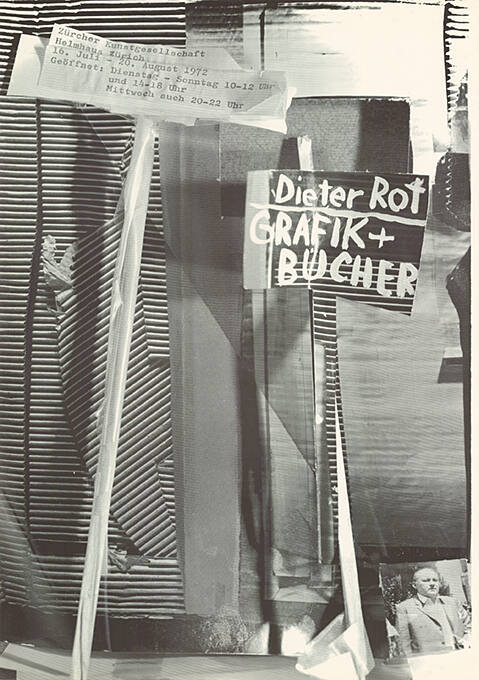 Zürcher Kunstgesellschaft
Helmhaus Zürich
16. Juli - 20. August 1972
Geöffnet: Dienstag - Sonntag 10-12 Uhr
und 14-18 Uhr
Mittwoch auch 20-22 Uhr
Dieter Rot
GRAFIK+
BÜCHER